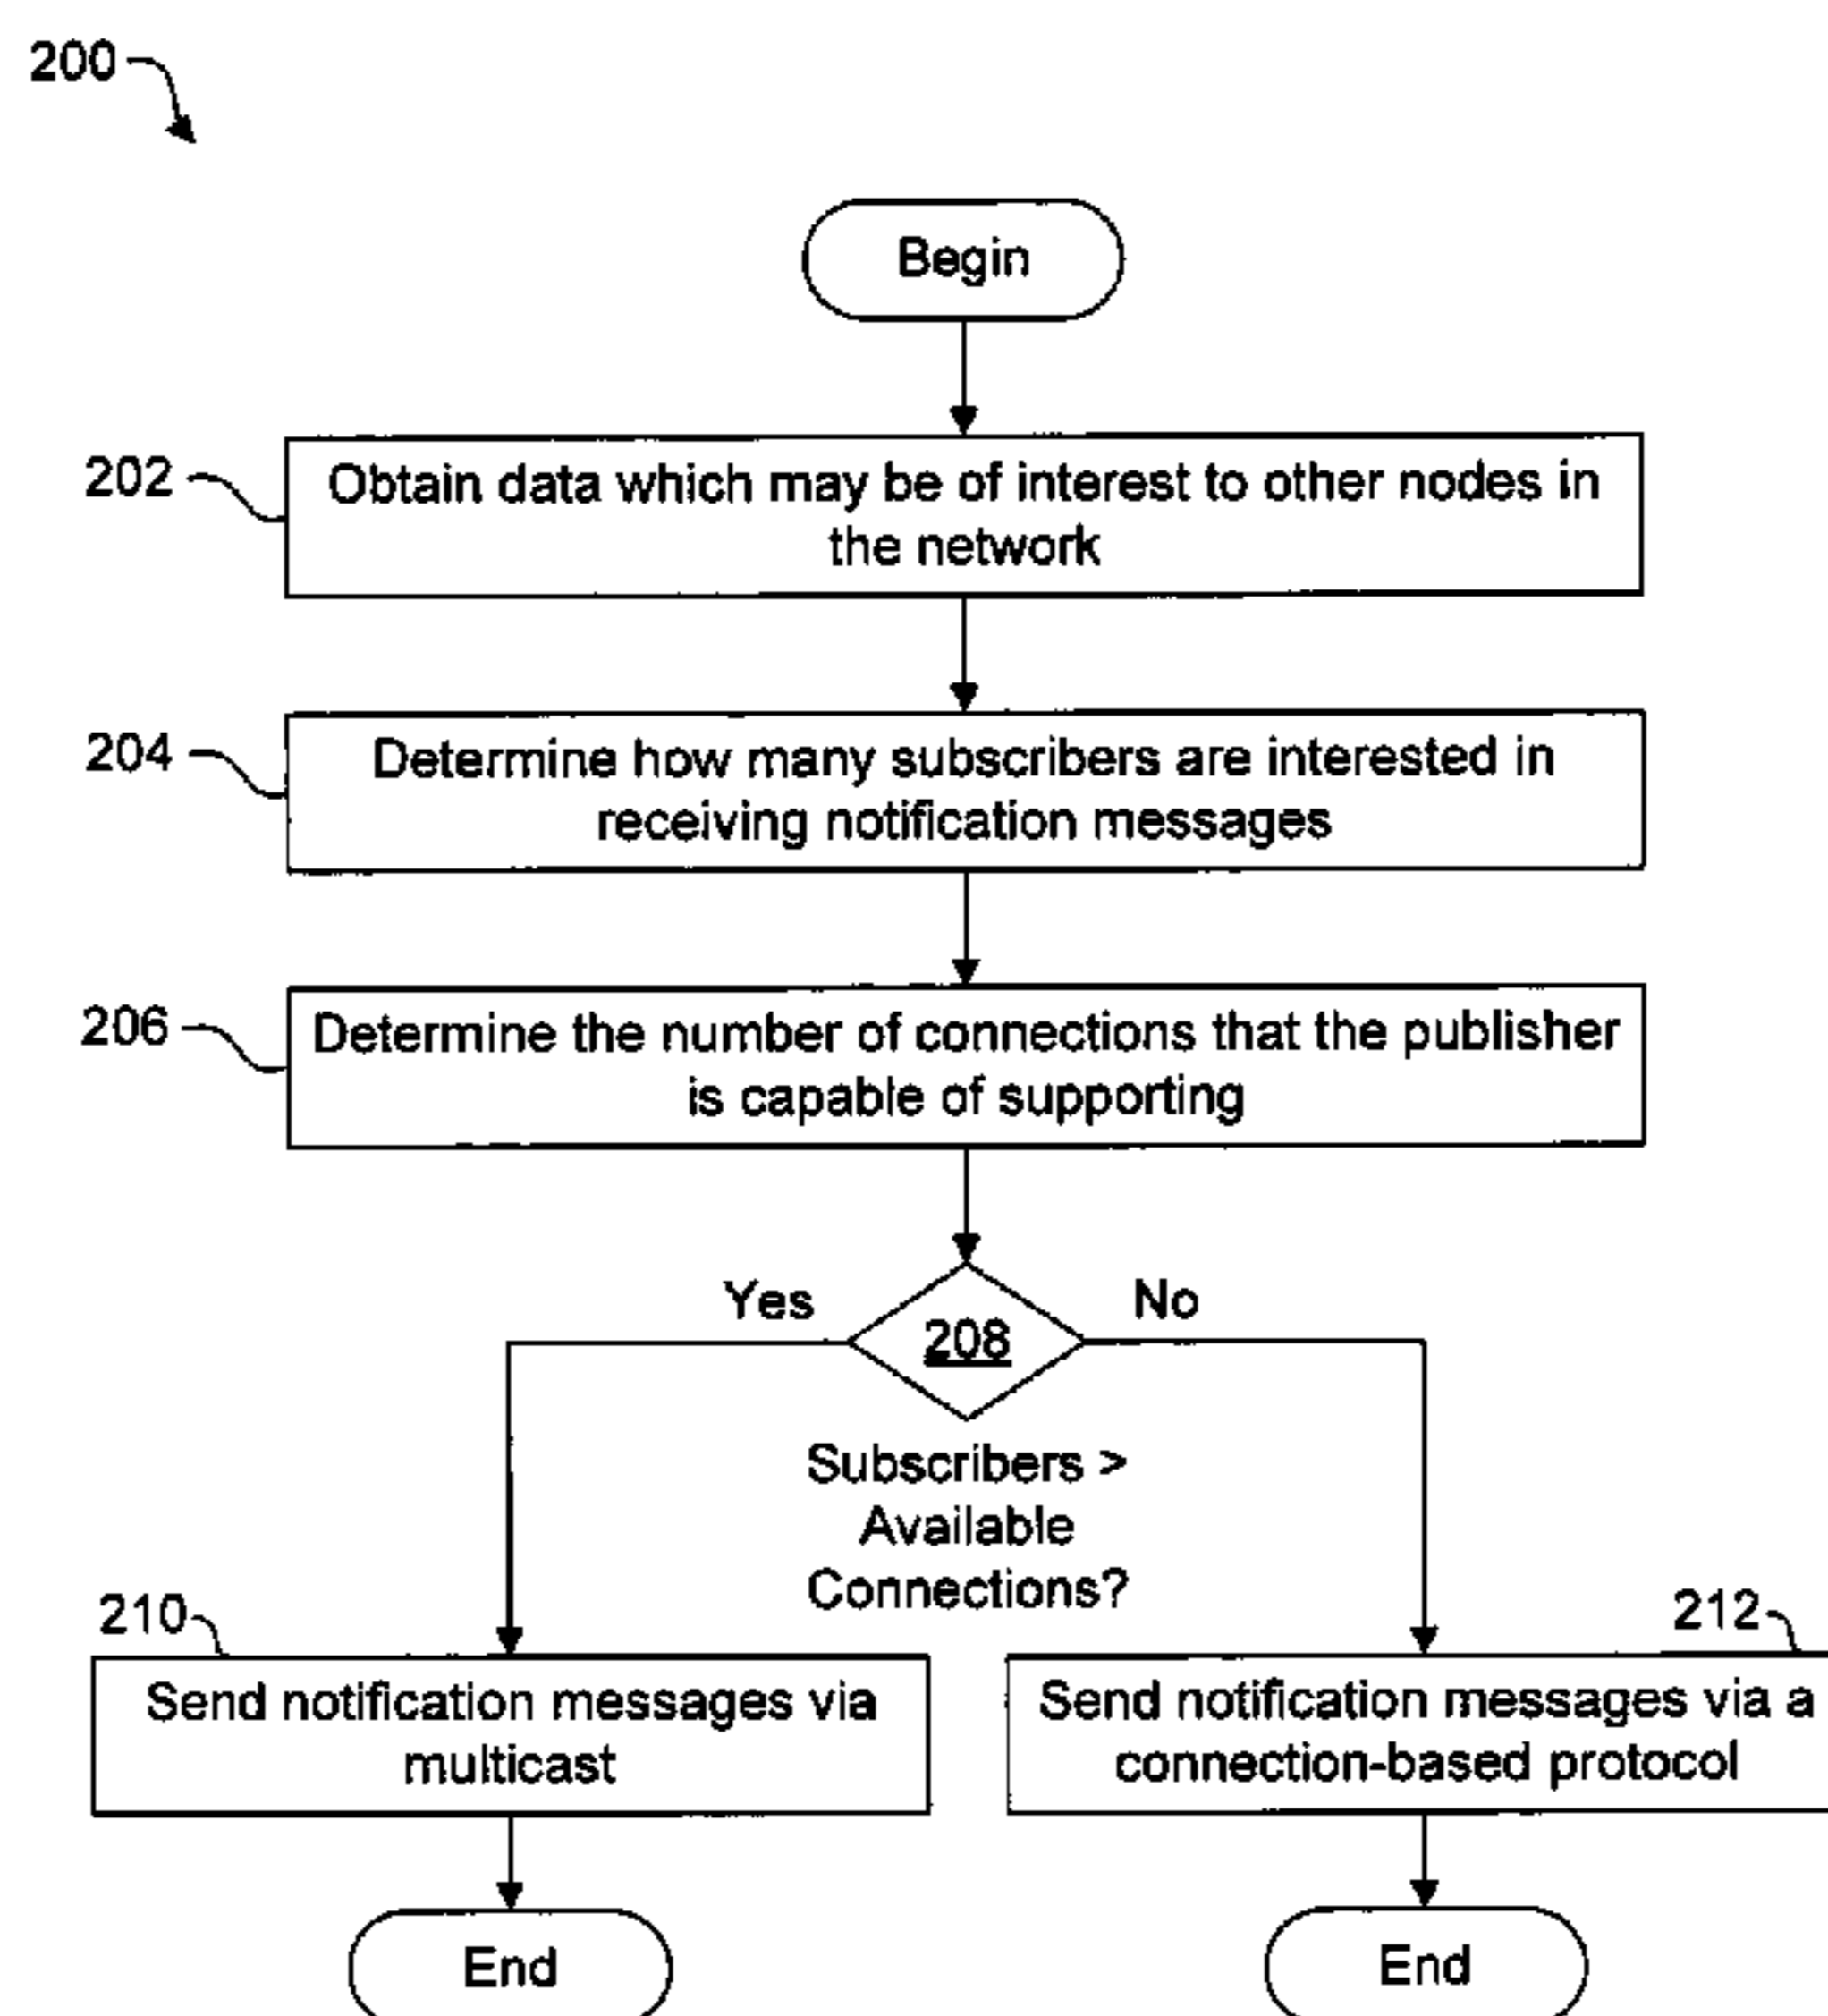 200
Begin
202
Obtain data which may be of interest to other nodes in
the network
204
Determine how many subscribers are interested in
receiving notification messages
206
Determine the number of connections that the publisher
is capable of supporting
Yes
208
No
Subscribers >
Available
Connections?
210
Send notification messages via
multicast
212
Send notification messages via a
connection-based protocol
End
End